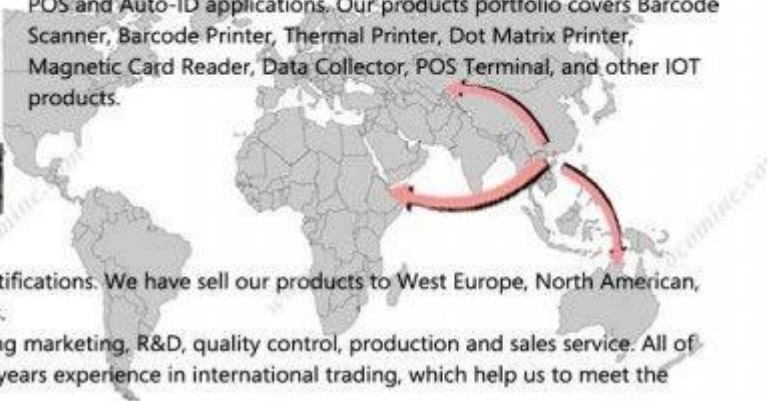 POS and Auto-ID applications. Our products portfolio covers Barcode
Scanner, Barcode Printer, Thermal Printer, Dot Matrix Printer,
Magnetic Card Reader, Data Collector, POS Terminal, and other IOT
products.
tifications. We have sell our products to West Europe, North American,
ng marketing, R&D, quality control, production and sales service. All of
years experience in international trading, which help us to meet the